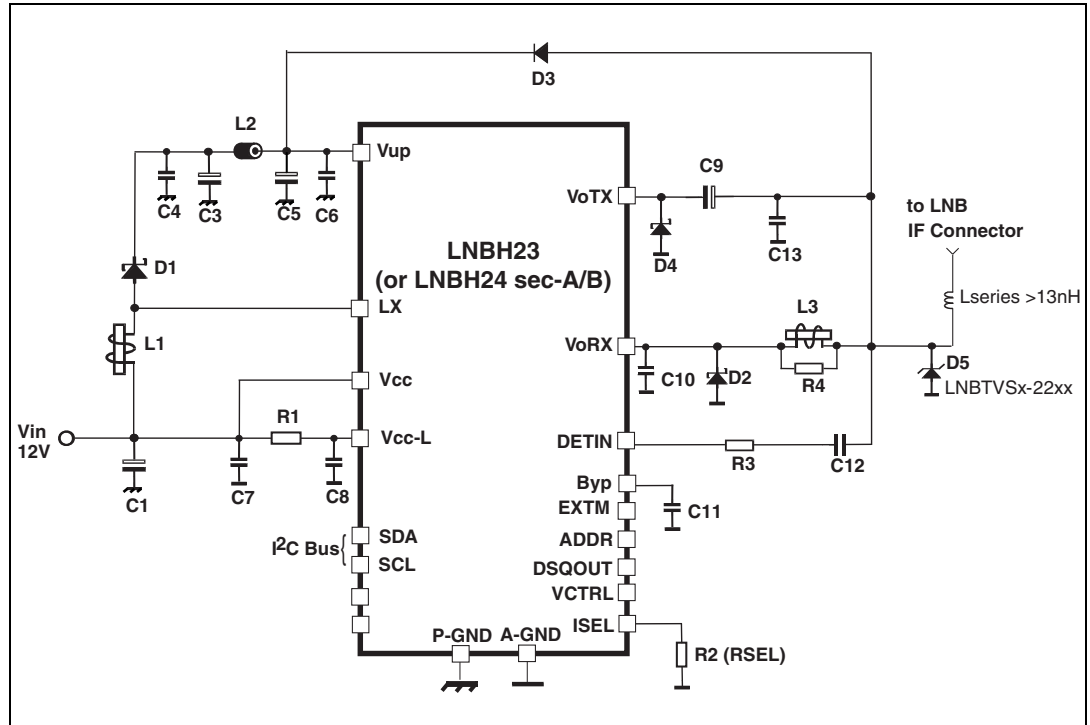 D3
L2
Vup
C4
C3
C5
C6
C9
VoTX
D4
C13
to LNB
IF Connector
LNBH23
(or LNBH24 sec-A/B)
D1
LX
Lseries >13nH
L1
L3
VoRX
C10
D2
R4
D5
LNBTVSx-22xx
Vcc
R1
Vin
12V
Vcc-L
DETIN
R3
C12
C1
C7
C8
Byp
C11
EXTM
I²C Bus
SDA
SCL
ADDR
DSQOUT
VCTRL
ISEL
P-GND
A-GND
R2 (RSEL)